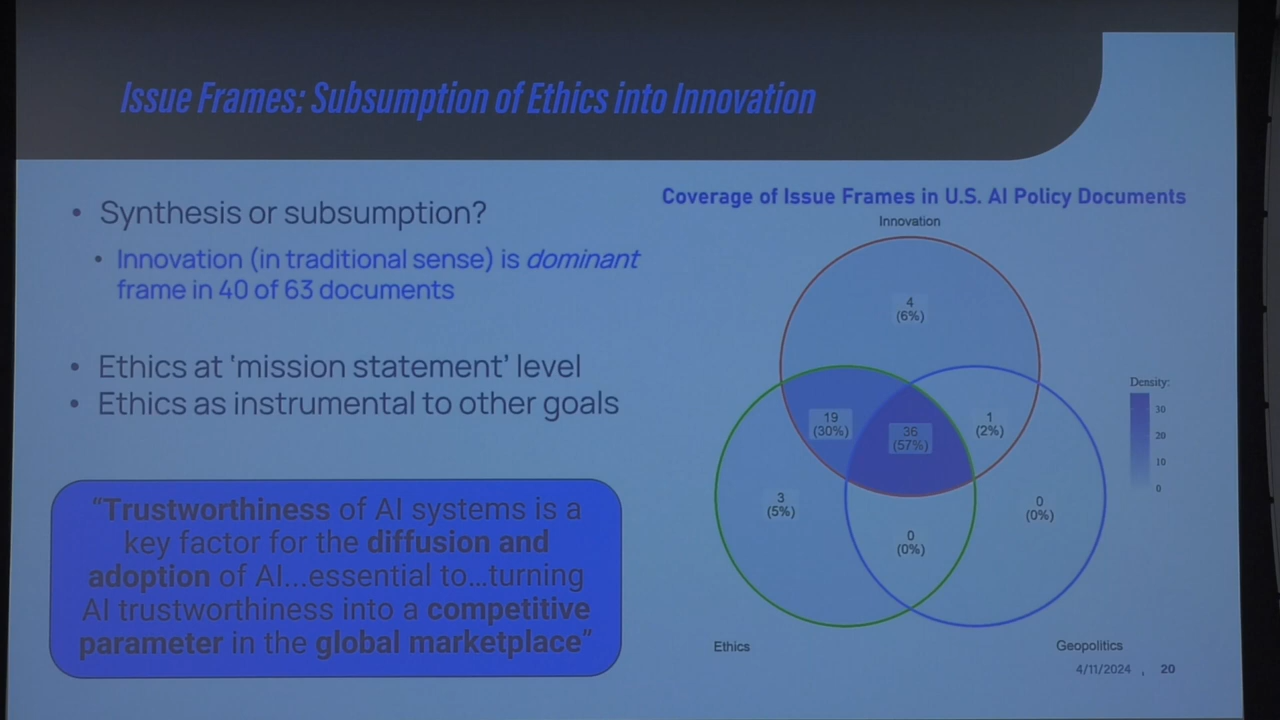 Issue Frames: Subsumption of Ethics into Innovation
• Synthesis or subsumption?
• Innovation (in traditional sense) is dominant
frame in 40 of 63 documents
• Ethics at ‘mission statement’ level
• Ethics as instrumental to other goals
“Trustworthiness of AI systems is a
key factor for the diffusion and
adoption of AI...essential to...turning
AI trustworthiness into a competitive
parameter in the global marketplace”
Coverage of Issue Frames in U.S. AI Policy Documents
Innovation
4
(6%)
19
(30%)
36
(57%)
1
(2%)
3
(5%)
0
(0%)
0
(0%)
Ethics
Geopolitics
Density:
30
20
10
0
4/11/2024 , 20